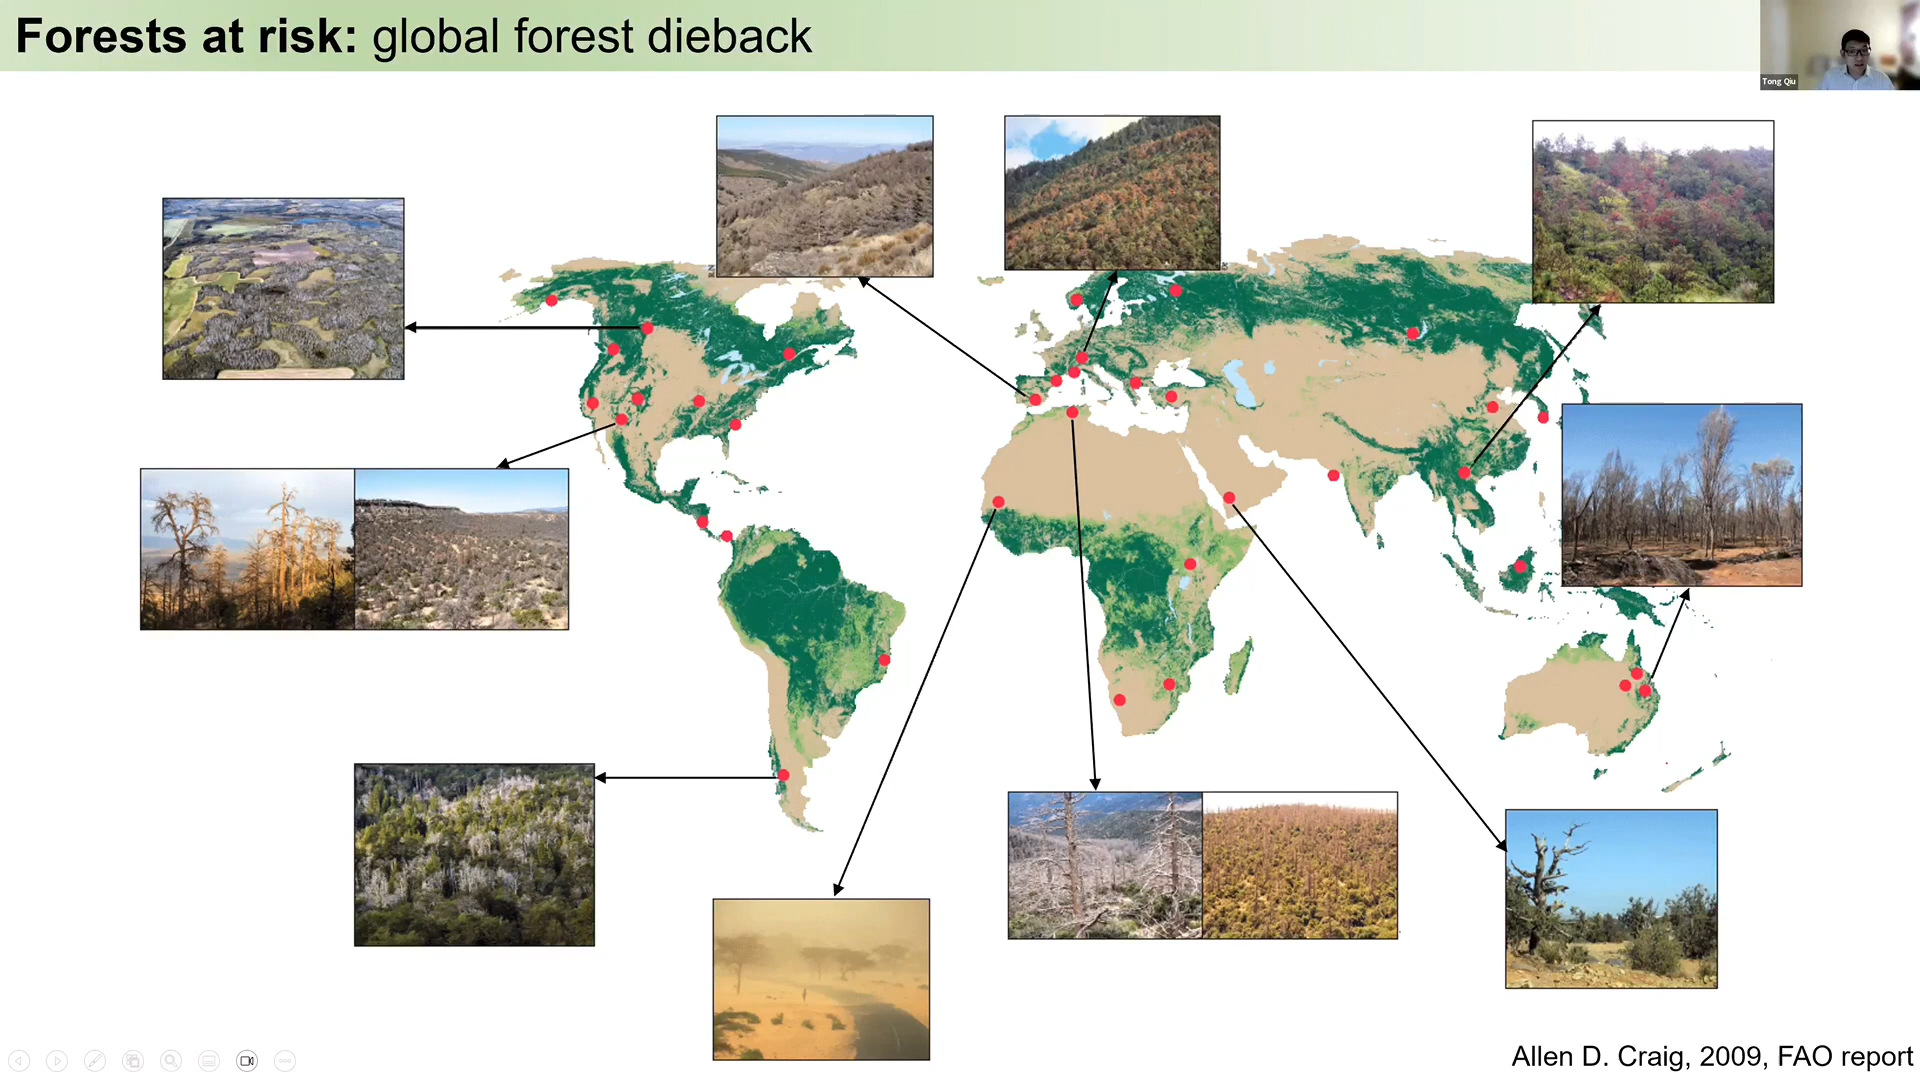 Forests at risk: global forest dieback
Tong Qiu
Allen D. Craig, 2009, FAO report